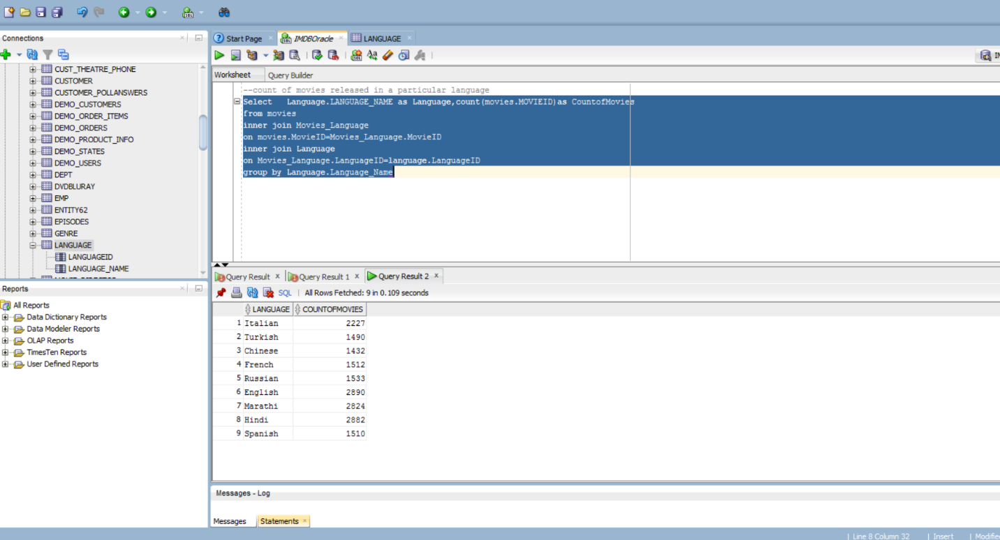 Connections
CUST_THEATRE_PHONE
CUSTOMER
CUSTOMER_POLLANSWERS
DEMO_CUSTOMERS
DEMO_ORDER_ITEMS
DEMO_ORDERS
DEMO_PRODUCT_INFO
DEMO_STATES
DEMO_USERS
DEPT
DVDBLURAY
EMP
ENTITY62
EPISODES
GENRE
LANGUAGE
LANGUAGEID
LANGUAGE_NAME
Reports
All Reports
Data Dictionary Reports
Data Modeler Reports
OLAP Reports
TimesTen Reports
User Defined Reports
Start Page IMDBOracle LANGUAGE
Worksheet Query Builder
--count of movies released in a particular language
Select Language.LANGUAGE_NAME as Language,count(movies.MOVIEID)as CountofMovies
from movies
inner join Movies_Language
on movies.MovieID=Movies_Language.MovieID
inner join Language
on Movies_Language.LanguageID=language.LanguageID
group by Language.Language_Name
Query Result Query Result 1 Query Result 2
SQL | All Rows Fetched: 9 in 0.109 seconds
LANGUAGE COUNTOFMOVIES
1 Italian 2227
2 Turkish 1490
3 Chinese 1432
4 French 1512
5 Russian 1533
6 English 2890
7 Marathi 2824
8 Hindi 2882
9 Spanish 1510
Messages - Log
Messages Statements
| Line 8 Column 32 | Insert | Modifie